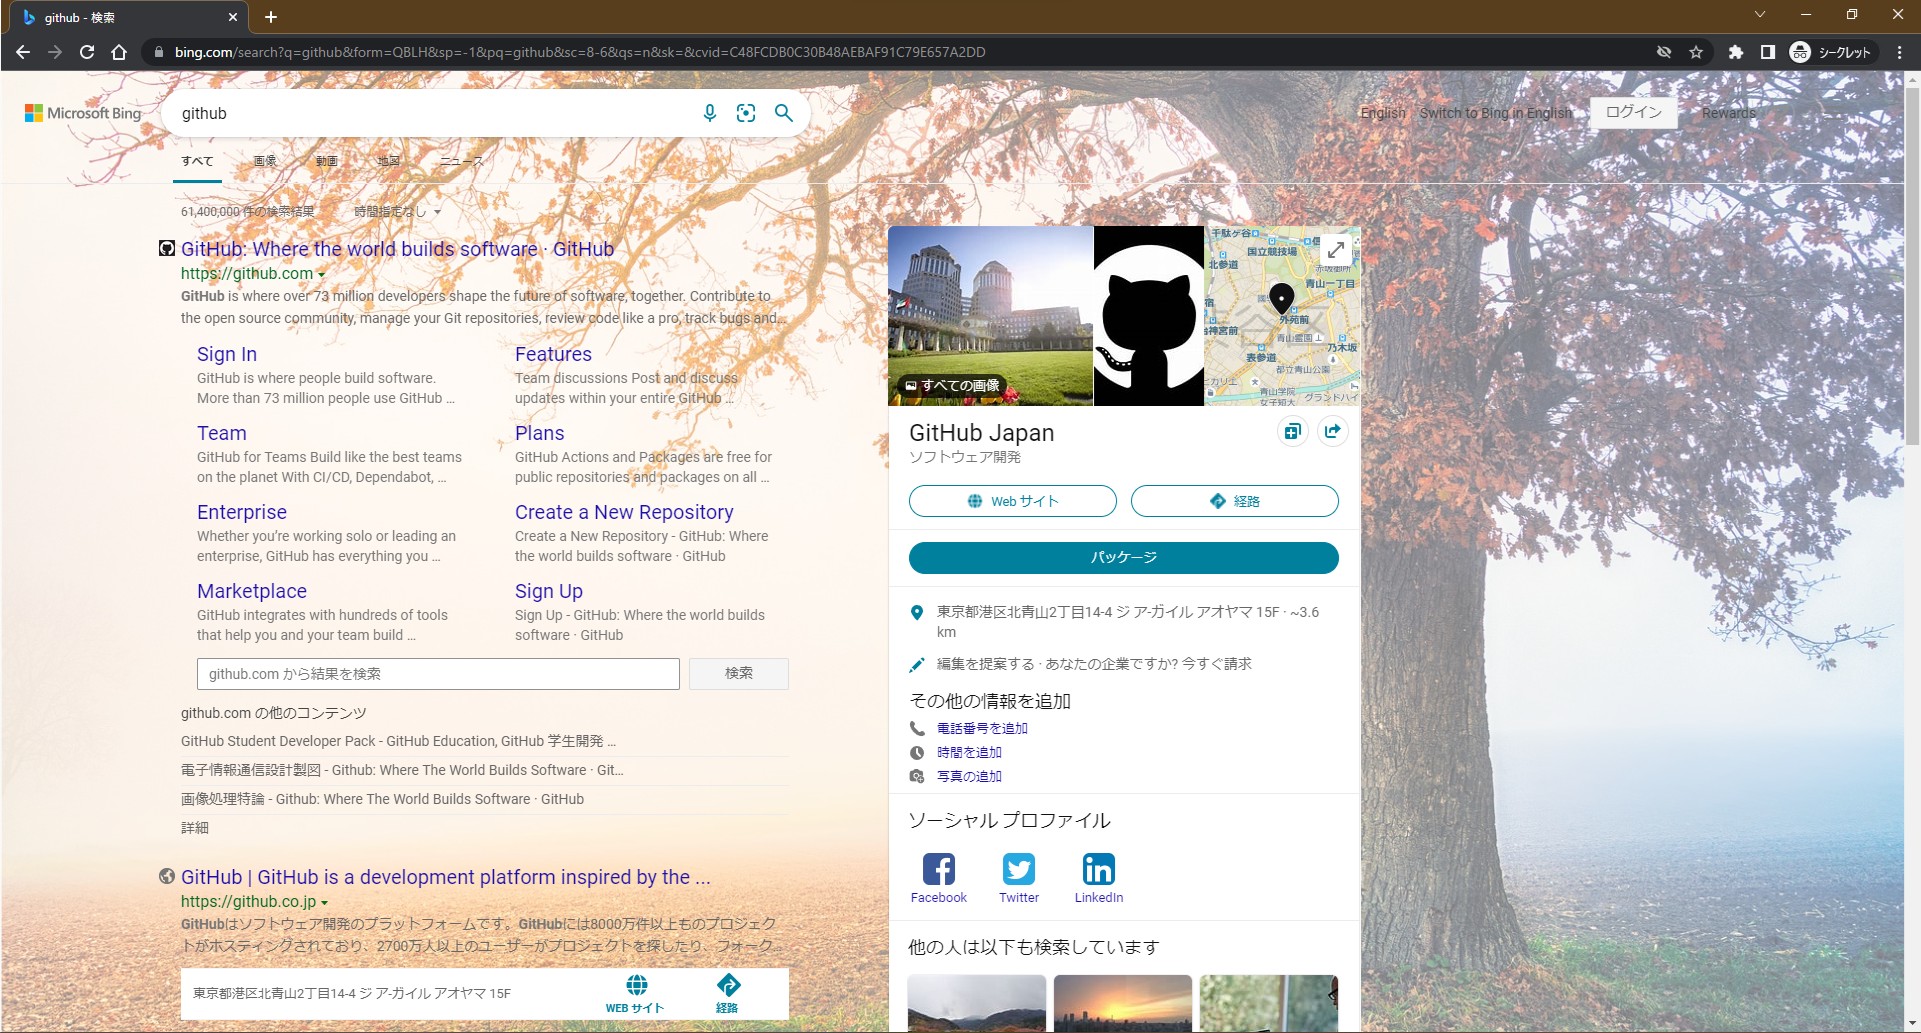 github - 検索
bing.com/search?q=github&form=QBLH&sp=-1&pq=github&sc=8-6&qs=n&sk=&cvid=C48FCDB0C30B48AEBAF91C79E657A2DD
シークレット
Microsoft Bing
github
English
Switch to Bing in English
ログイン
Rewards
すべて
画像
動画
地図
ニュース
61,400,000 件の検索結果
時間指定なし
GitHub: Where the world builds software · GitHub
https://github.com
GitHub is where over 73 million developers shape the future of software, together. Contribute to
the open source community, manage your Git repositories, review code like a pro, track bugs and...
Sign In
GitHub is where people build software.
More than 73 million people use GitHub ...
Features
Team discussions Post and discuss
updates within your entire GitHub ...
Team
GitHub for Teams Build like the best teams
on the planet With CI/CD, Dependabot, ...
Plans
GitHub Actions and Packages are free for
public repositories and packages on all ...
Enterprise
Whether you're working solo or leading an
enterprise, GitHub has everything you ...
Create a New Repository
Create a New Repository - GitHub: Where
the world builds software · GitHub
Marketplace
GitHub integrates with hundreds of tools
that help you and your team build ...
Sign Up
Sign Up - GitHub: Where the world builds
software · GitHub
github.com から結果を検索
検索
github.com の他のコンテンツ
GitHub Student Developer Pack - GitHub Education, GitHub 学生開発 ...
電子情報通信設計製図 - Github: Where The World Builds Software · Git...
画像処理特論 - Github: Where The World Builds Software · GitHub
詳細
GitHub | GitHub is a development platform inspired by the ...
https://github.co.jp
GitHubはソフトウェア開発のプラットフォームです。GitHubには8000万件以上ものプロジェク
トがホスティングされており、2700万人以上のユーザーがプロジェクトを探したり、フォーク...
東京都港区北青山2丁目14-4 ジ ア-ガイル アオヤマ 15F
WEB サイト
経路
すべての画像
千駄ケ谷
国立競技場
北参道
赤坂御所
青山一丁目
外苑前
神宮前
青山霊園
乃木坂
表参道
都立青山公園
ヒカリエ
青山学院
女子短大
グランドハイ
GitHub Japan
ソフトウェア開発
Web サイト
経路
パッケージ
東京都港区北青山2丁目14-4 ジ ア-ガイル アオヤマ 15F · ~3.6
km
編集を提案する · あなたの企業ですか? 今すぐ請求
その他の情報を追加
電話番号を追加
時間を追加
写真の追加
ソーシャル プロファイル
Facebook
Twitter
LinkedIn
他の人は以下も検索しています